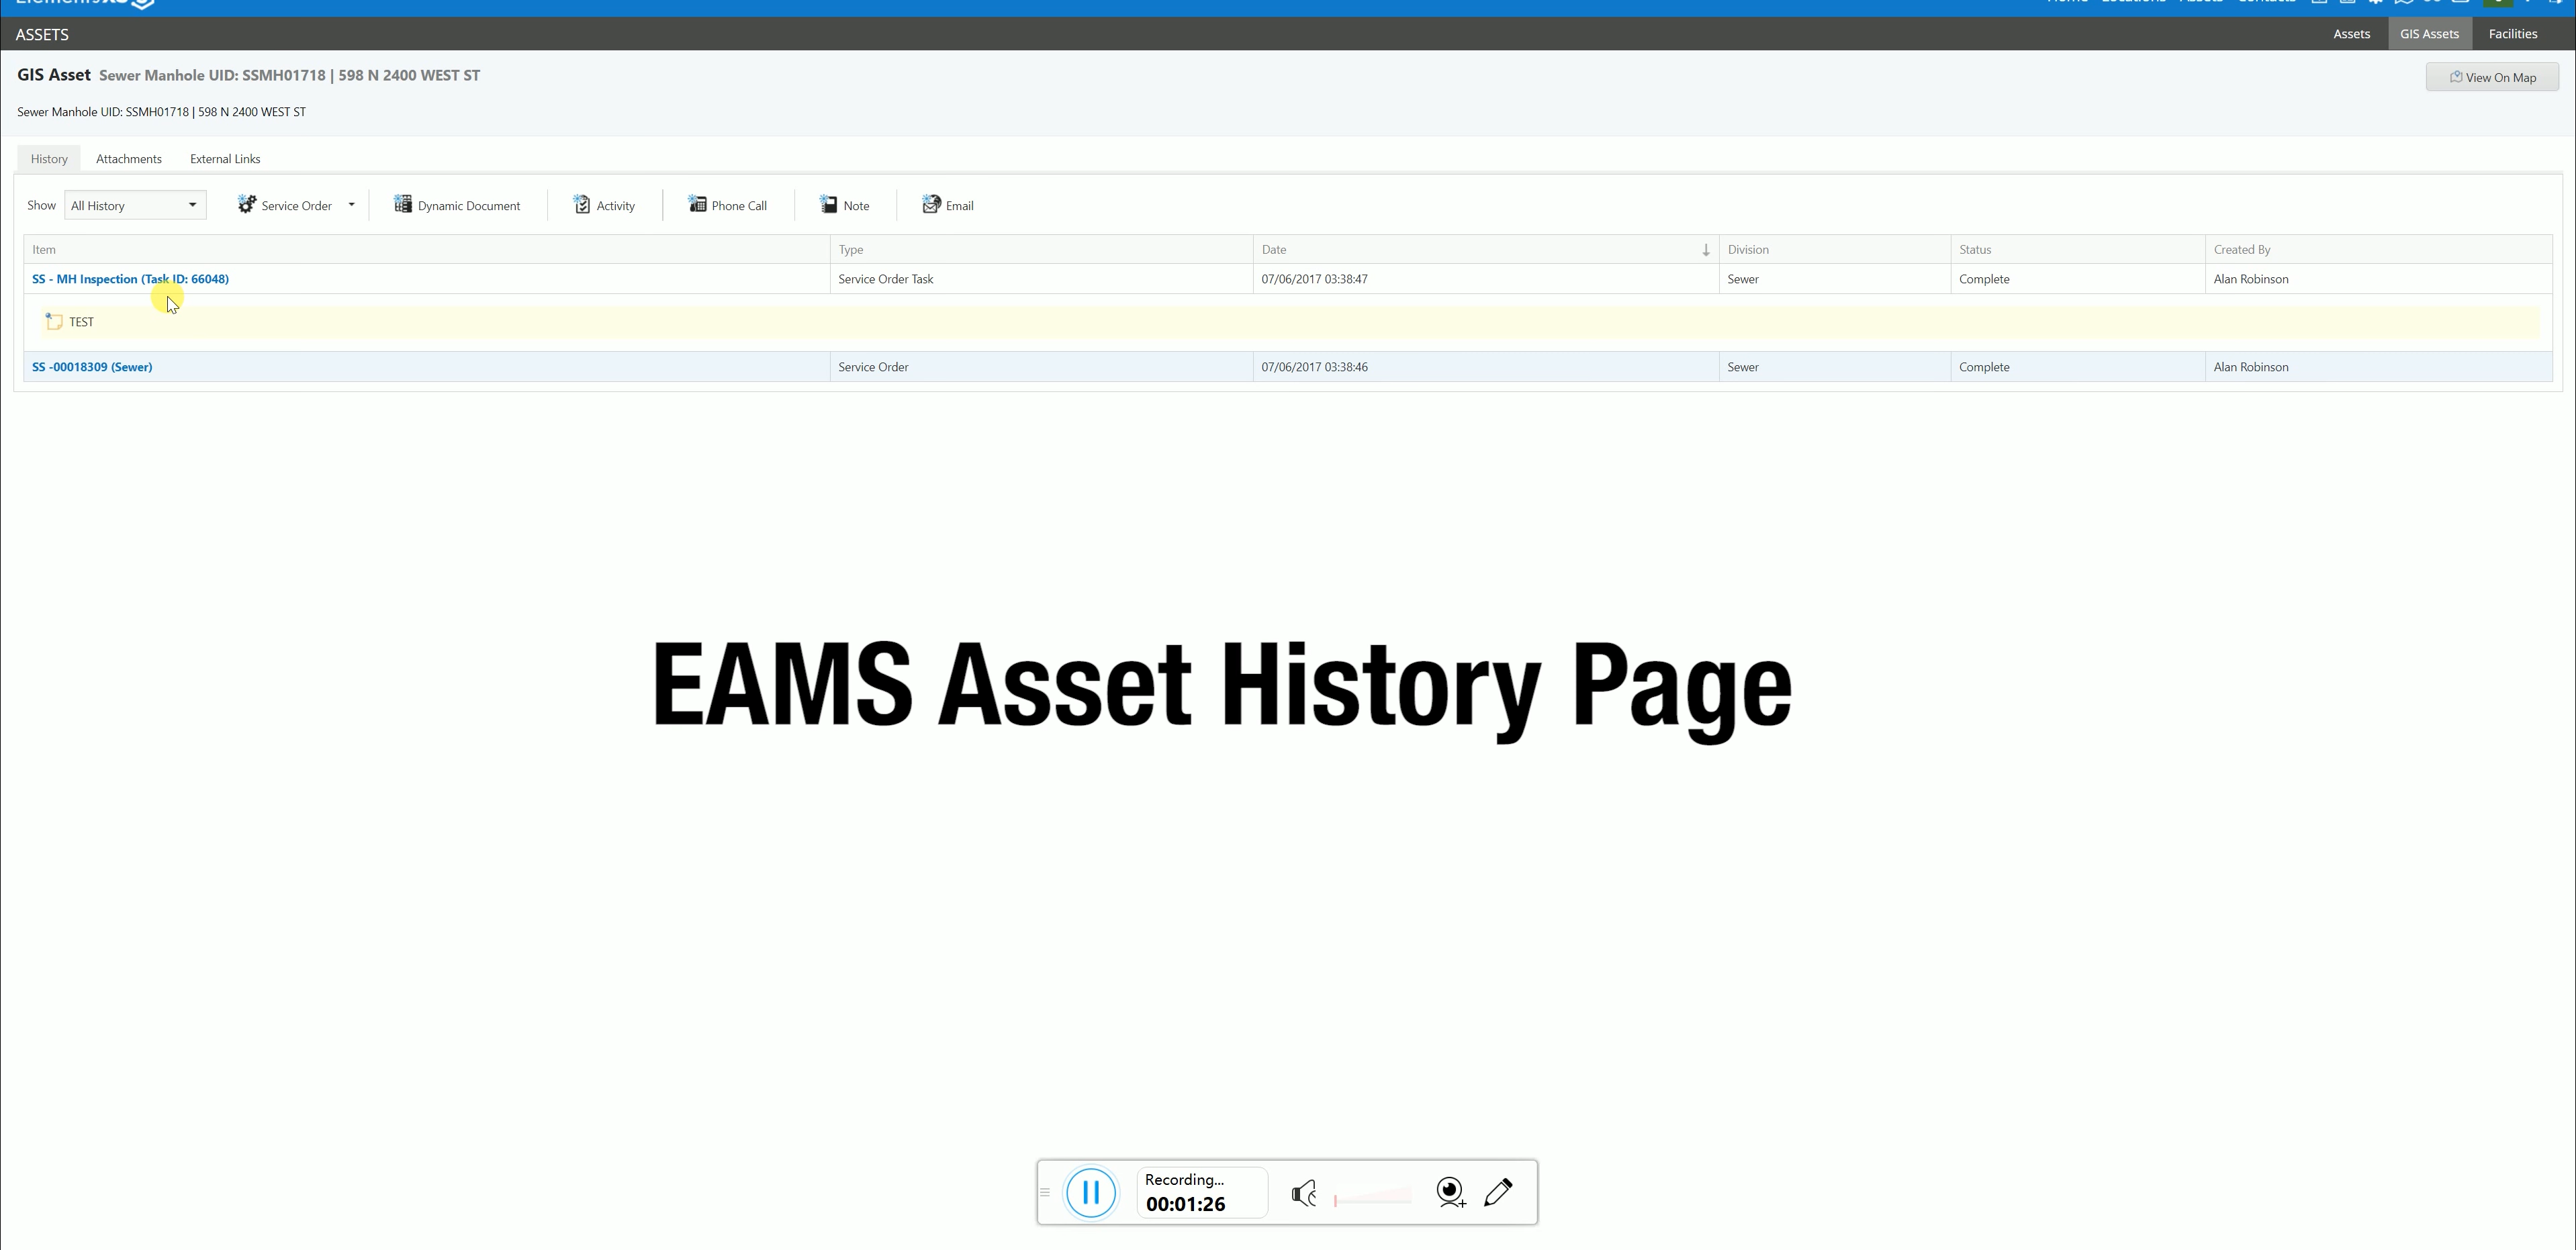 ASSETS Assets GIS Assets Facilities
GIS Asset Sewer Manhole UID: SSMH01718 | 598 N 2400 WEST ST View On Map
Sewer Manhole UID: SSMH01718 | 598 N 2400 WEST ST
History Attachments External Links
Show All History Service Order Dynamic Document Activity Phone Call Note Email
Item Type Date Division Status Created By
SS - MH Inspection (Task ID: 66048) Service Order Task 07/06/2017 03:38:47 Sewer Complete Alan Robinson
TEST
SS -00018309 (Sewer) Service Order 07/06/2017 03:38:46 Sewer Complete Alan Robinson
EAMS Asset History Page
Recording...
00:01:26